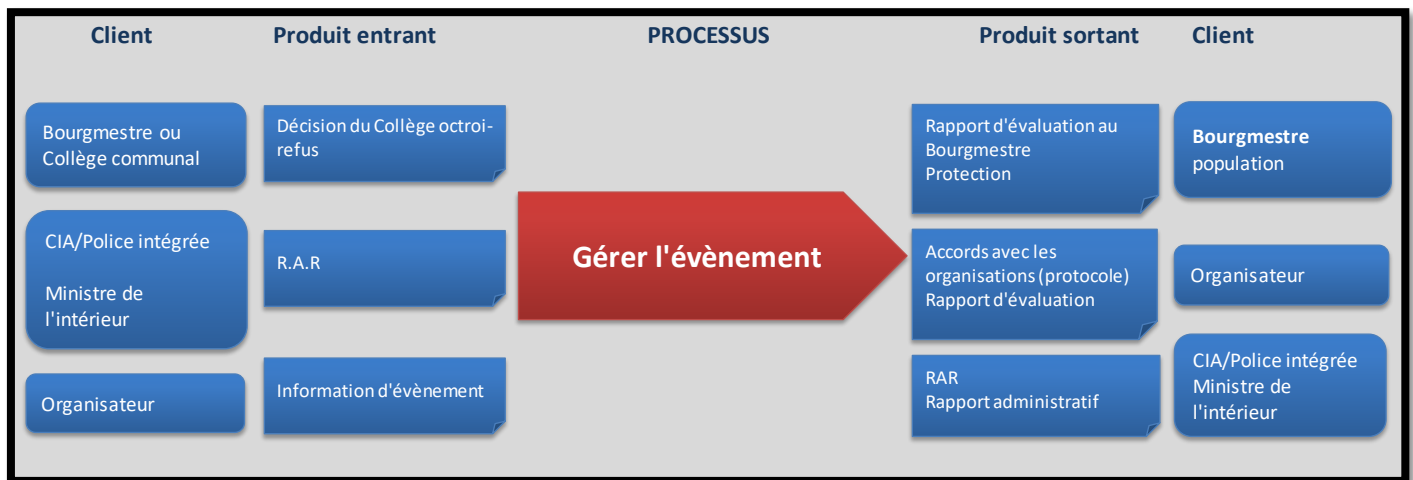 Client
Produit entrant
PROCESSUS
Produit sortant
Client
Bourgmestre ou
Collège communal
Décision du Collège octroi-
refus
Rapport d'évaluation au
Bourgmestre
Protection
Bourgmestre
population
CIA/Police intégrée
Ministre de
l'intérieur
R.A.R
Gérer l'évènement
Accords avec les
organisations (protocole)
Rapport d'évaluation
Organisateur
Organisateur
Information d'évènement
RAR
Rapport administratif
CIA/Police intégrée
Ministre de
l'intérieur